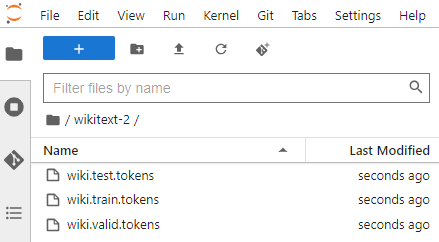 File Edit View Run Kernel Git Tabs Settings Help
Filter files by name
/ wikitext-2 /
Name Last Modified
wiki.test.tokens seconds ago
wiki.train.tokens seconds ago
wiki.valid.tokens seconds ago